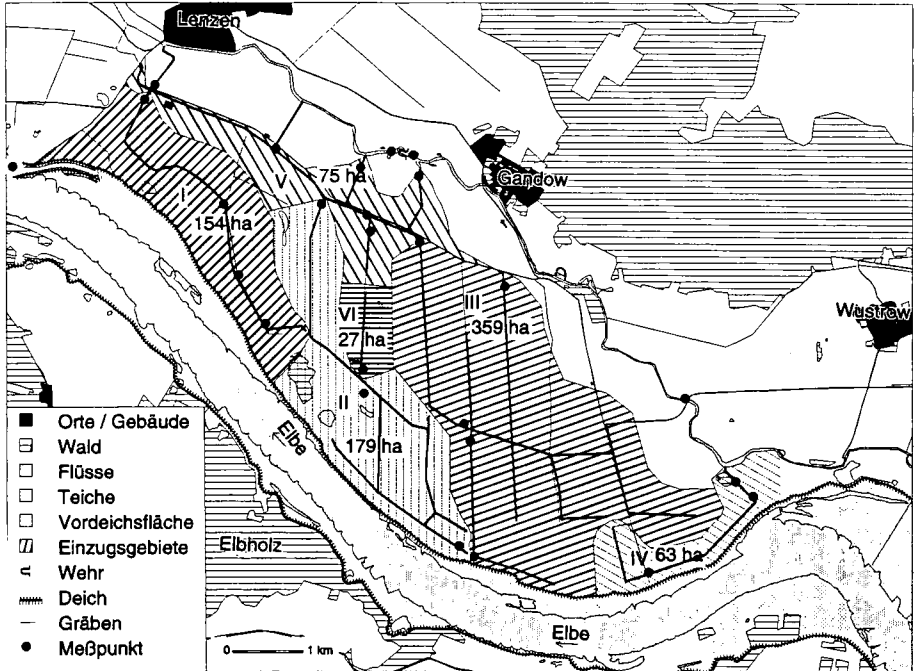 Lenzen
Gandow
V
75 ha
I
154 ha
III
359 ha
VI
27 ha
Wustrow
II
179 ha
Elbe
IV
63 ha
Elbholz
Elbe
Orte / Gebäude
Wald
Flüsse
Teiche
Vordeichsfläche
Einzugsgebiete
Wehr
Deich
Gräben
Meßpunkt
0
1 km